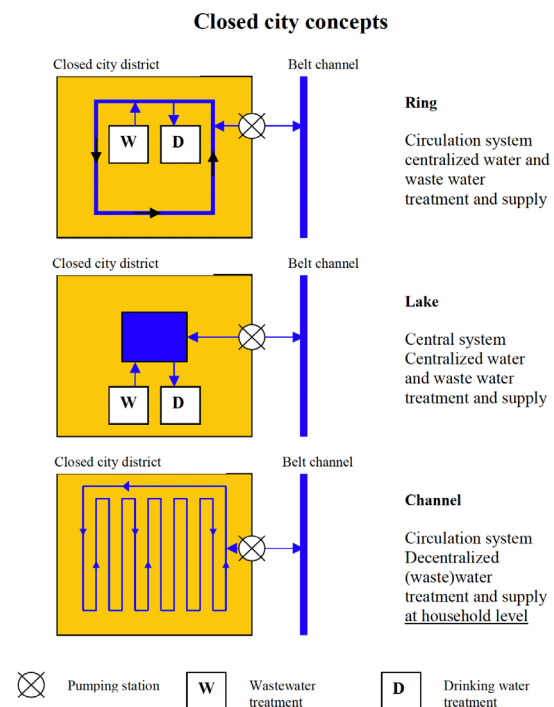 Closed city concepts
Closed city district
Belt channel
W
D
Ring
Circulation system
centralized water and
waste water
treatment and supply
Closed city district
Belt channel
W
D
Lake
Central system
Centralized water
and waste water
treatment and supply
Closed city district
Belt channel
Channel
Circulation system
Decentralized
(waste)water
treatment and supply
at household level
Pumping station
W
Wastewater
treatment
D
Drinking water
treatment